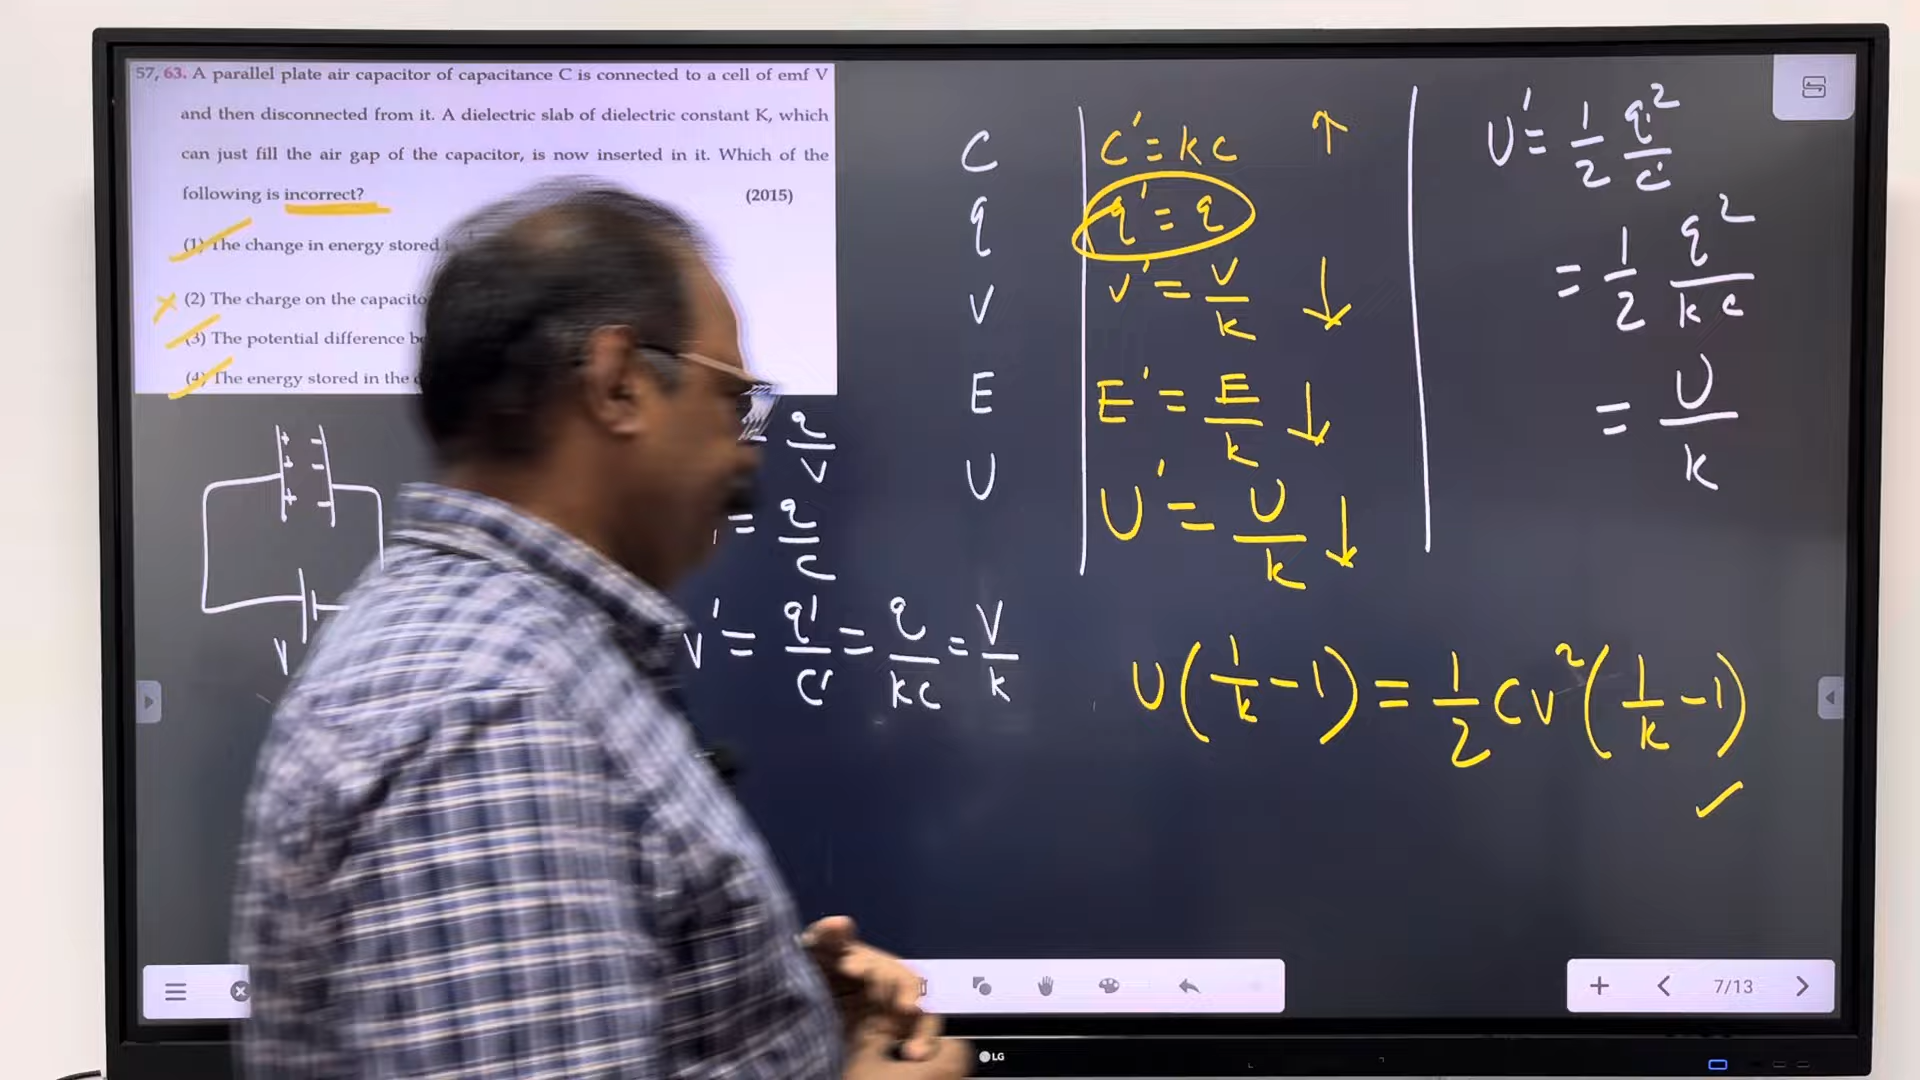 57, 63. A parallel plate air capacitor of capacitance C is connected to a cell of emf V
and then disconnected from it. A dielectric slab of dielectric constant K, which
can just fill the air gap of the capacitor, is now inserted in it. Which of the
following is incorrect? (2015)
(1) The change in energy stored
(2) The charge on the
(3) The potential difference
(4) The energy stored in the
V
= q/V
= q/C
V' = q'/C' = q/KC = V/K
C
q
V
E
U
C' = KC ↑
q' = q
V' = V/K ↓
E' = E/K ↓
U' = U/K ↓
U' = 1/2 q'²/C'
= 1/2 q²/KC
= U/K
U(1/K - 1) = 1/2 CV²(1/K - 1)
7/13
LG